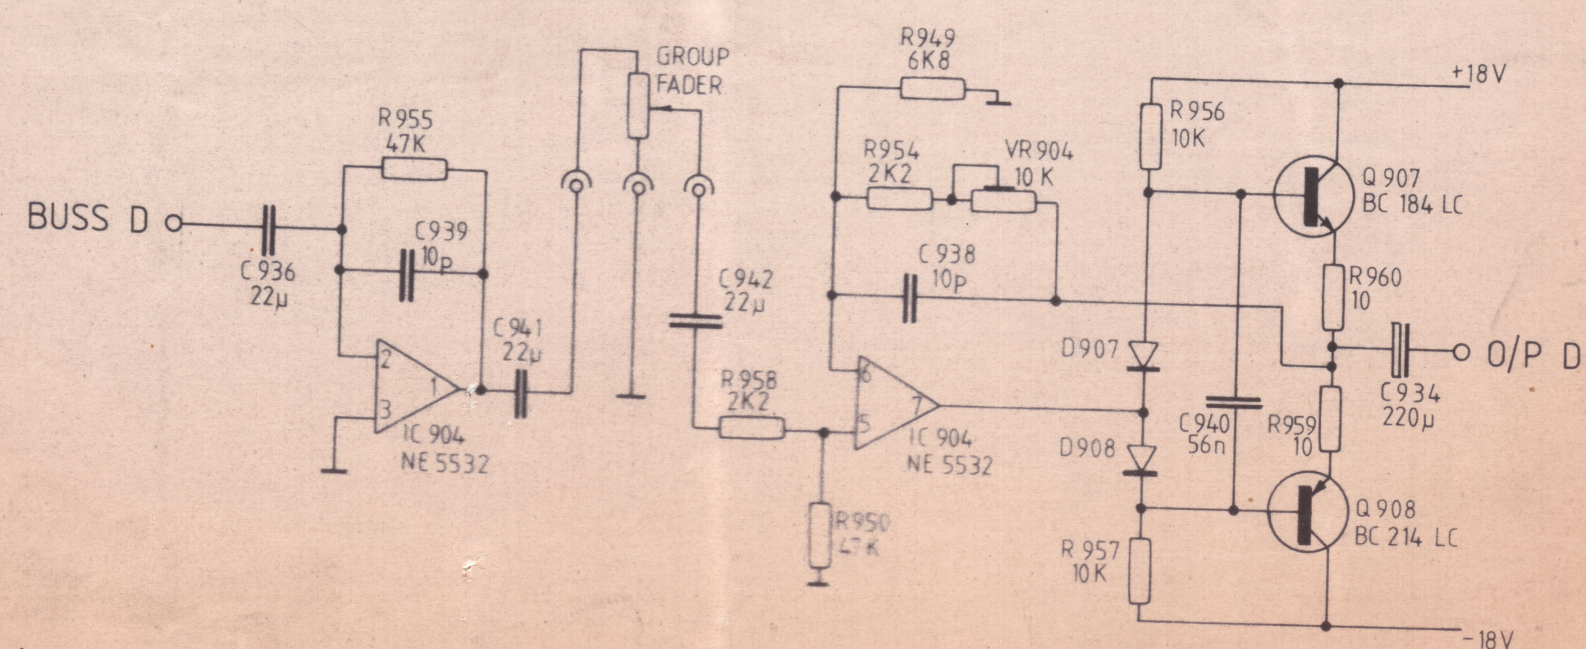 BUSS D
C936
22µ
R955
47K
C939
10p
2
3
1
IC 904
NE 5532
C941
22µ
GROUP
FADER
C942
22µ
R958
2K2
R950
47K
R949
6K8
R954
2K2
VR904
10 K
C938
10p
6
5
7
IC 904
NE 5532
+18V
R956
10K
Q907
BC 184 LC
R960
10
D907
D908
C940
56n
R959
10
C934
220µ
O/P D
Q908
BC 214 LC
R957
10K
-18V